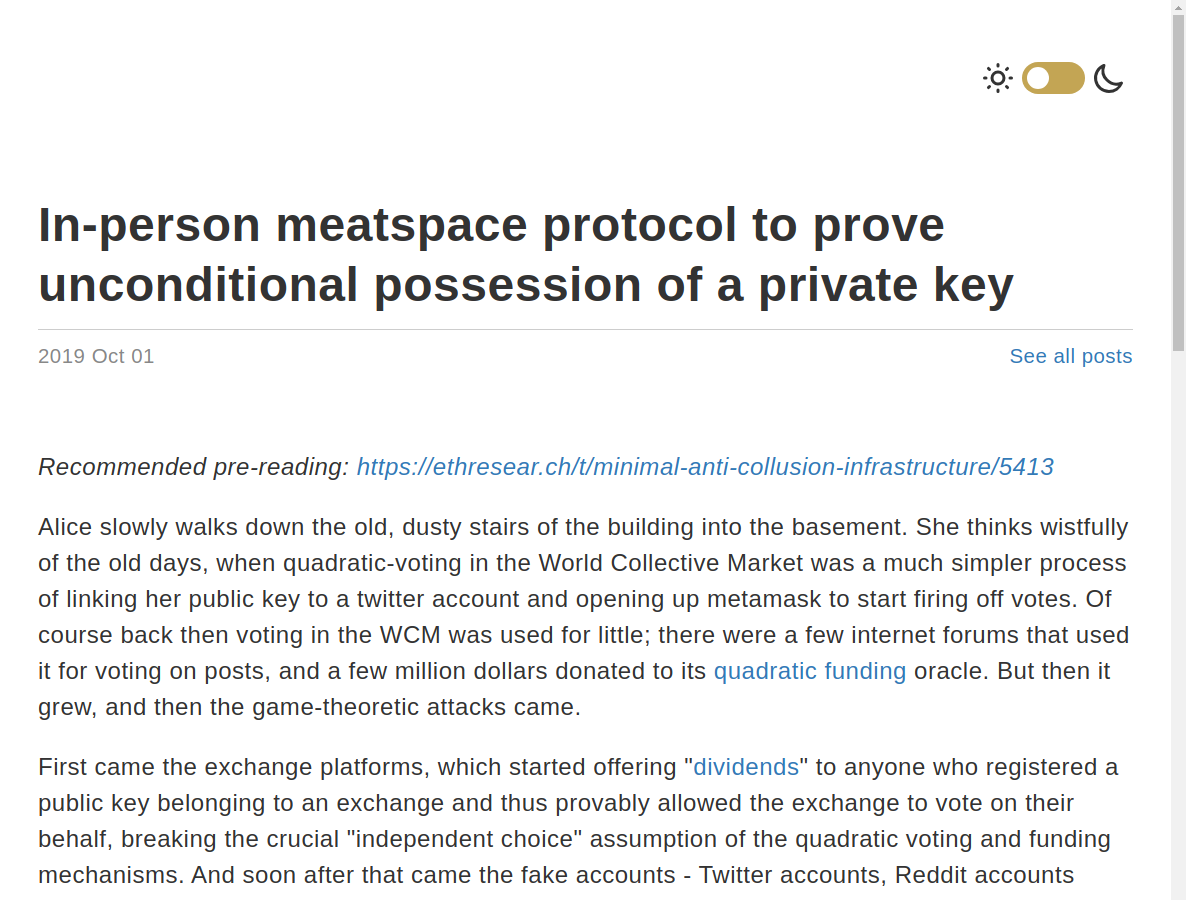 In-person meatspace protocol to prove
unconditional possession of a private key
2019 Oct 01
See all posts
Recommended pre-reading: https://ethresear.ch/t/minimal-anti-collusion-infrastructure/5413
Alice slowly walks down the old, dusty stairs of the building into the basement. She thinks wistfully
of the old days, when quadratic-voting in the World Collective Market was a much simpler process
of linking her public key to a twitter account and opening up metamask to start firing off votes. Of
course back then voting in the WCM was used for little; there were a few internet forums that used
it for voting on posts, and a few million dollars donated to its quadratic funding oracle. But then it
grew, and then the game-theoretic attacks came.
First came the exchange platforms, which started offering "dividends" to anyone who registered a
public key belonging to an exchange and thus provably allowed the exchange to vote on their
behalf, breaking the crucial "independent choice" assumption of the quadratic voting and funding
mechanisms. And soon after that came the fake accounts - Twitter accounts, Reddit accounts